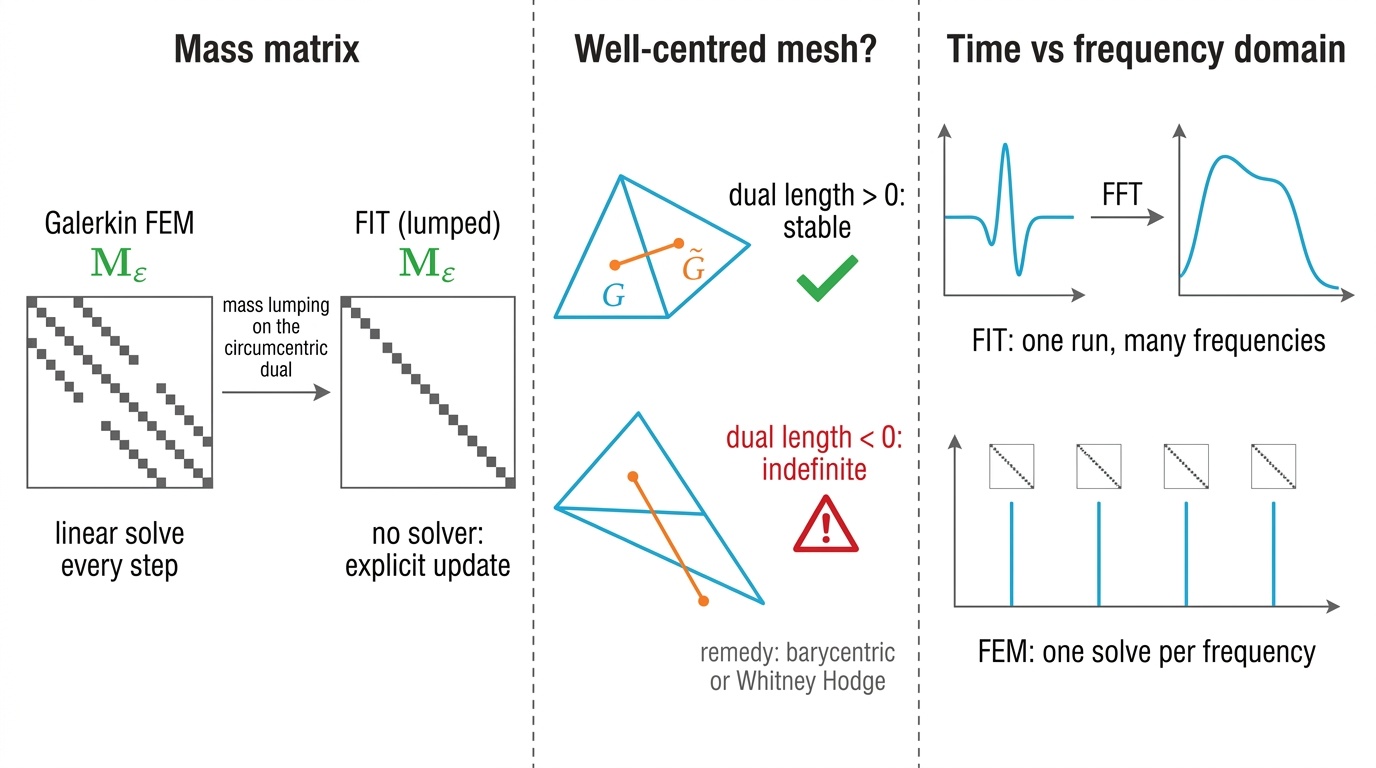 Mass matrix
Galerkin FEM
M_ε
mass lumping
on the
circumcentric
dual
FIT (lumped)
M_ε
linear solve
every step
no solver:
explicit update
Well-centred mesh?
G
G̃
dual length > 0:
stable
dual length < 0:
indefinite
!
remedy: barycentric
or Whitney Hodge
Time vs frequency domain
FFT
FIT: one run, many frequencies
FEM: one solve per frequency